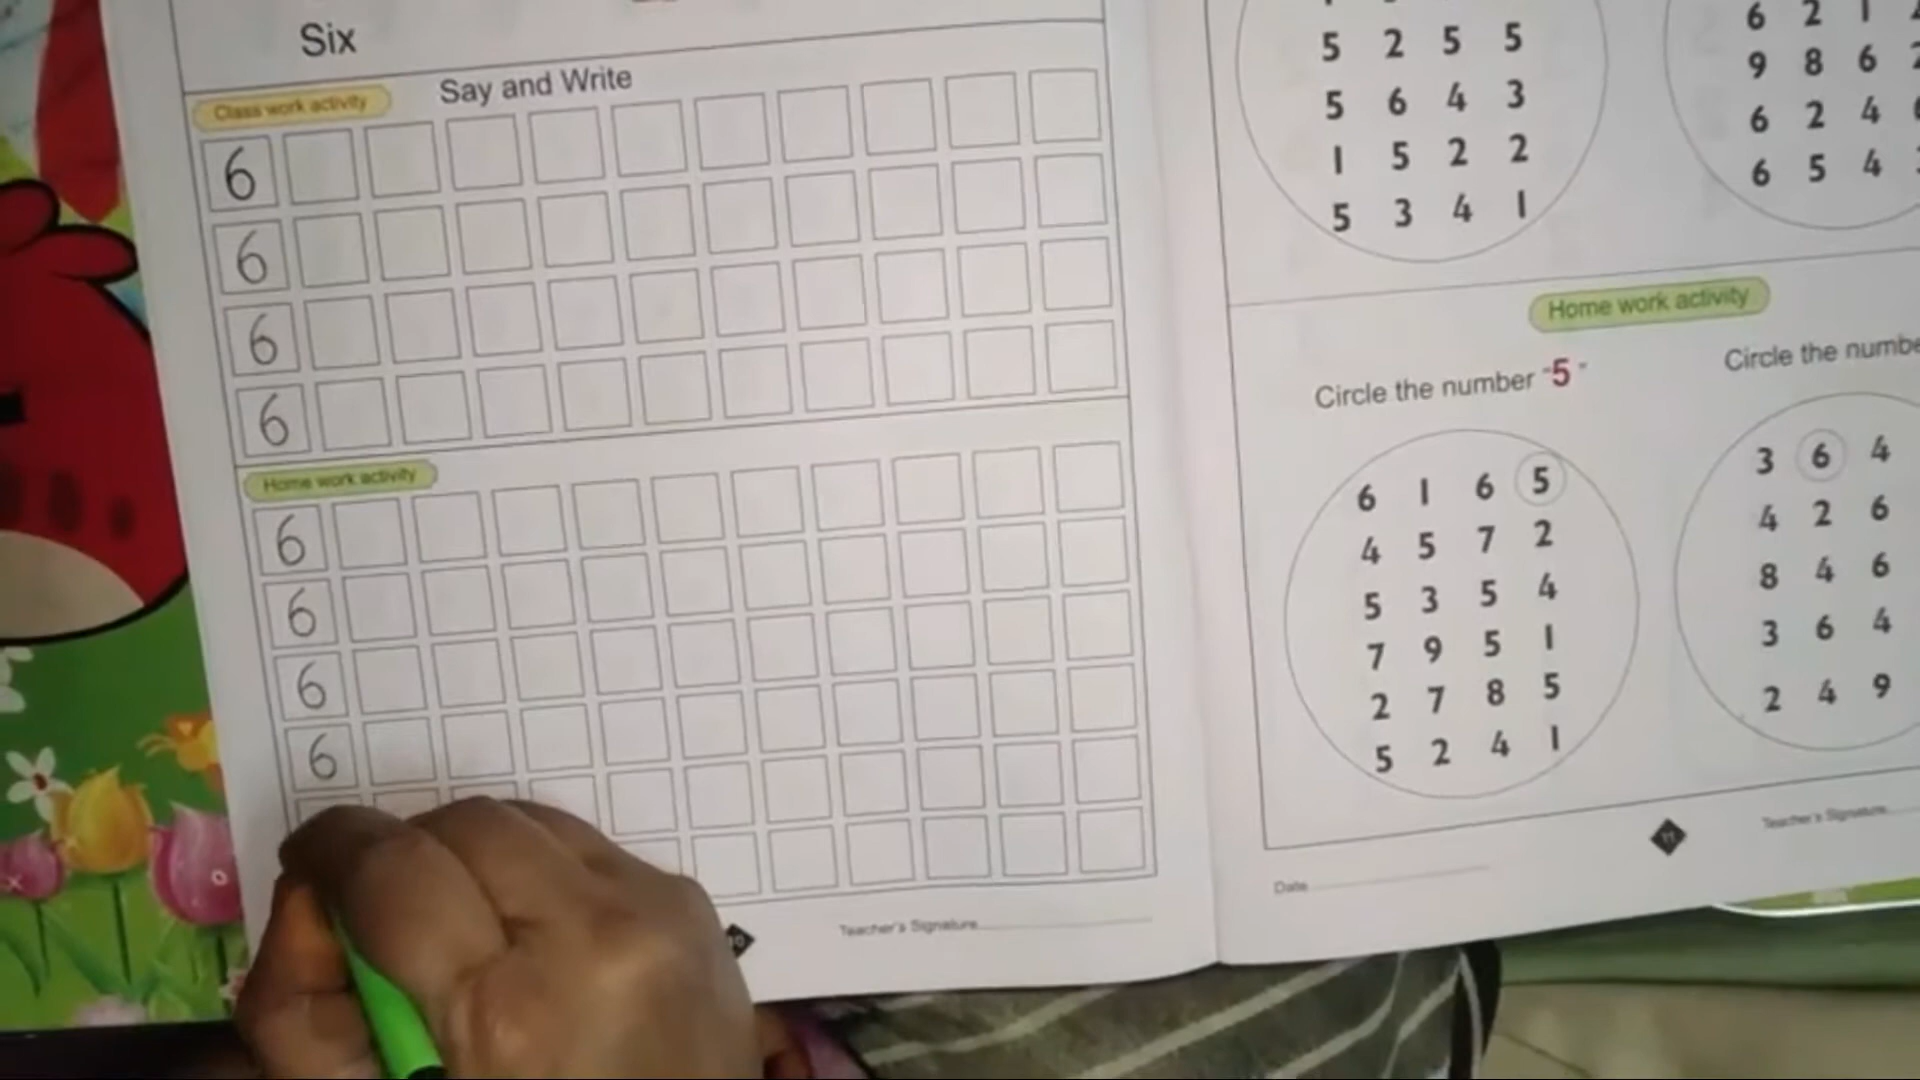 Six
Class work activity
Say and Write
6
6
6
6
Home work activity
6
6
6
6
10
Teacher's Signature
5 2 5 5
5 6 4 3
1 5 2 2
5 3 4 1
6 2 1
9 8 6
6 2 4
6 5 4
Home work activity
Circle the number "5"
6 1 6 5
4 5 7 2
5 3 5 4
7 9 5 1
2 7 8 5
5 2 4 1
Circle the
3 6 4
4 2 6
8 4 6
3 6 4
2 4 9
11
Date
Teacher's Signature